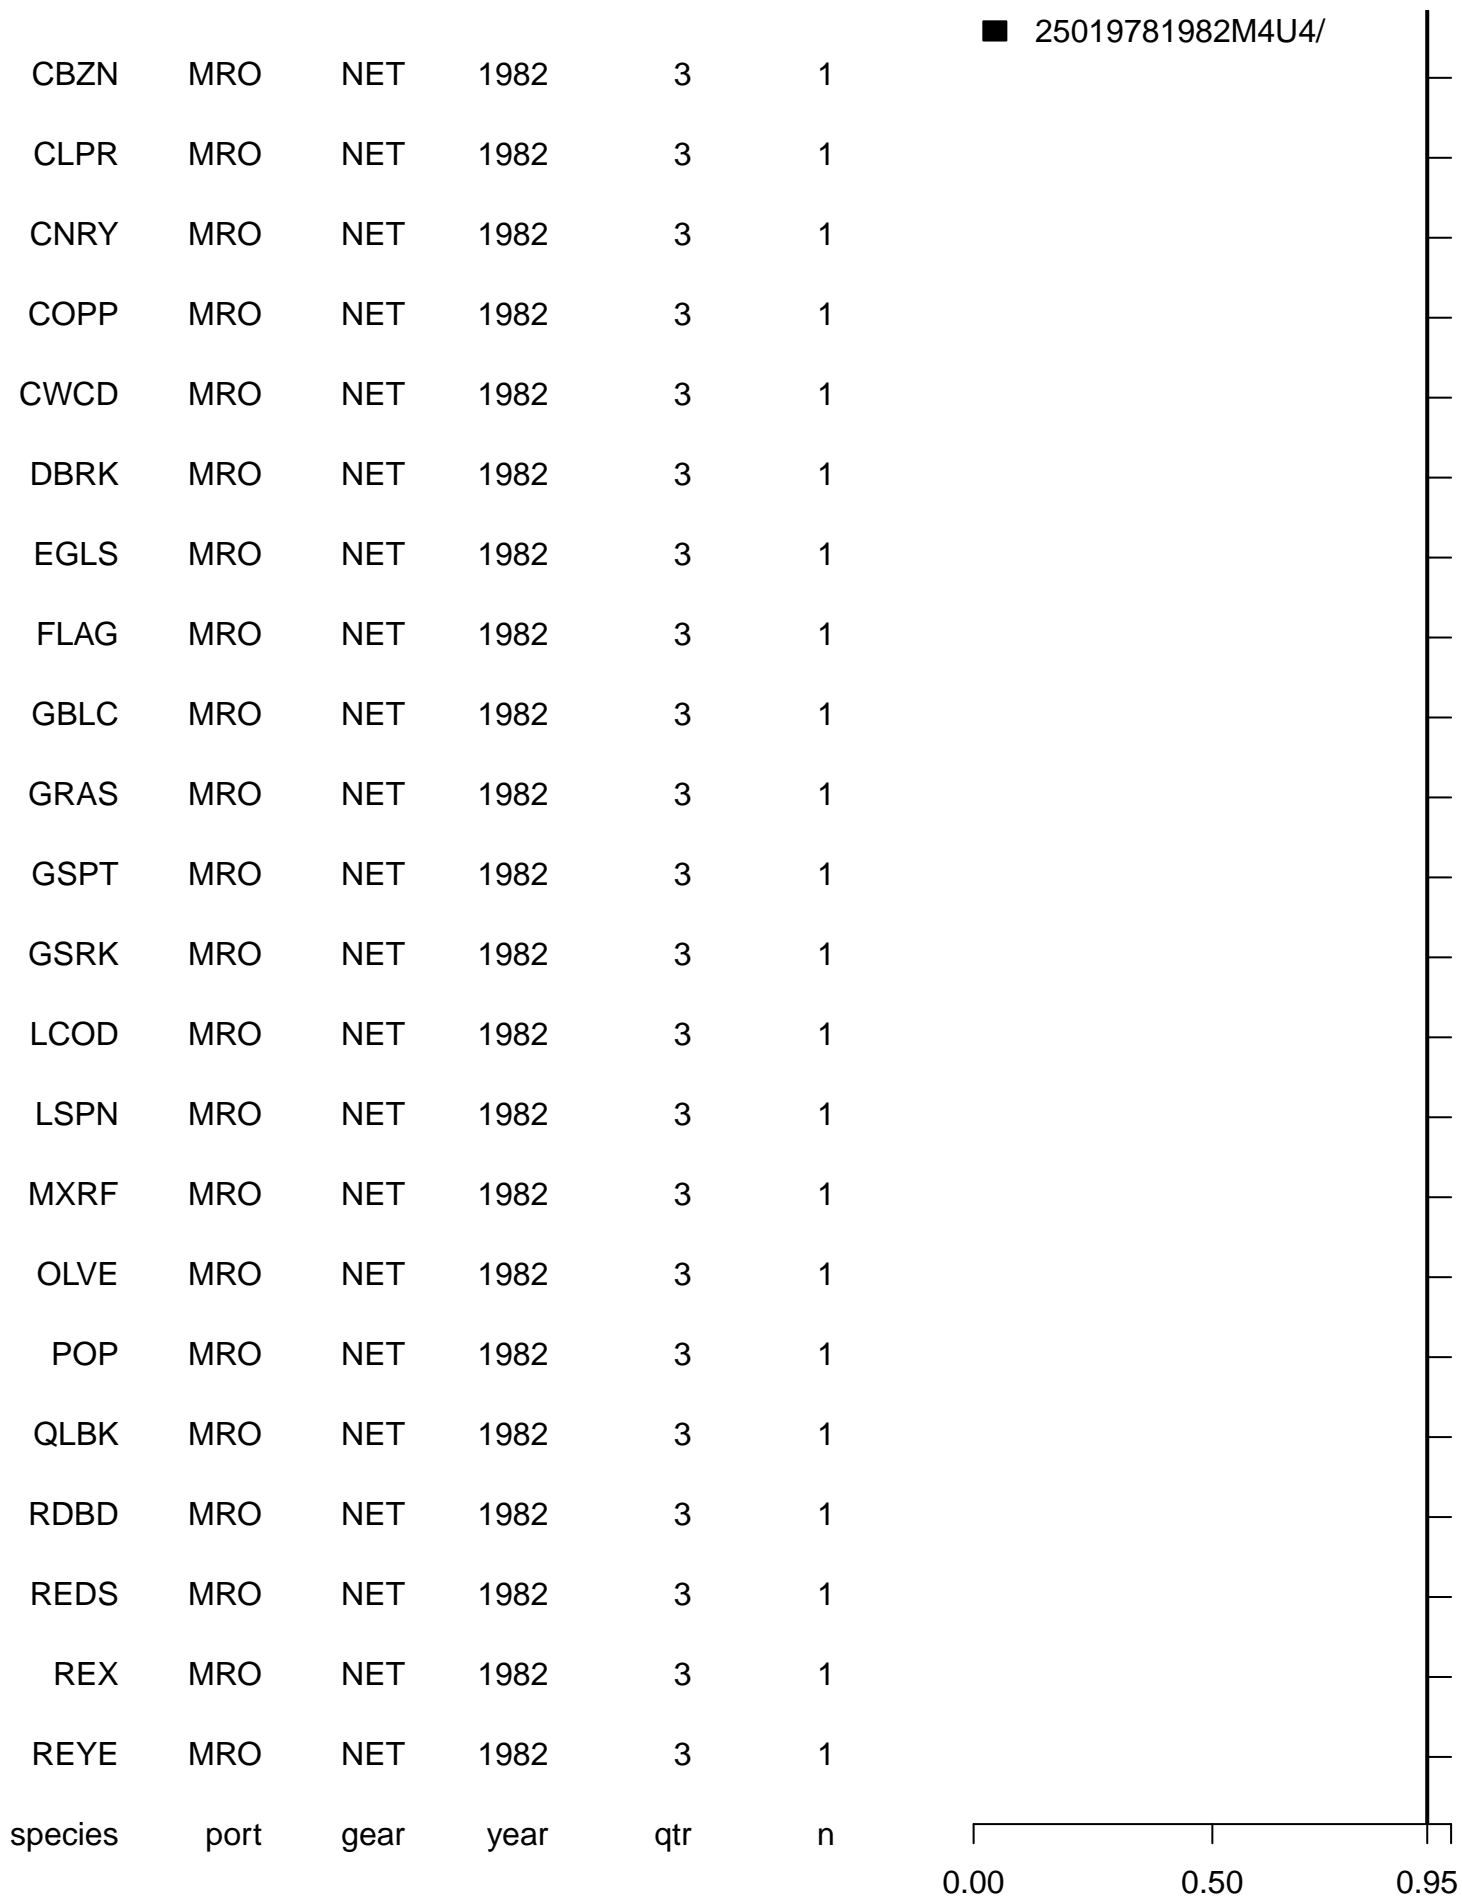 25019781982M4U4/
CBZN MRO NET 1982 3 1
CLPR MRO NET 1982 3 1
CNRY MRO NET 1982 3 1
COPP MRO NET 1982 3 1
CWCD MRO NET 1982 3 1
DBRK MRO NET 1982 3 1
EGLS MRO NET 1982 3 1
FLAG MRO NET 1982 3 1
GBLC MRO NET 1982 3 1
GRAS MRO NET 1982 3 1
GSPT MRO NET 1982 3 1
GSRK MRO NET 1982 3 1
LCOD MRO NET 1982 3 1
LSPN MRO NET 1982 3 1
MXRF MRO NET 1982 3 1
OLVE MRO NET 1982 3 1
POP MRO NET 1982 3 1
QLBK MRO NET 1982 3 1
RDBD MRO NET 1982 3 1
REDS MRO NET 1982 3 1
REX MRO NET 1982 3 1
REYE MRO NET 1982 3 1
species port gear year qtr n
0.00 0.50 0.95